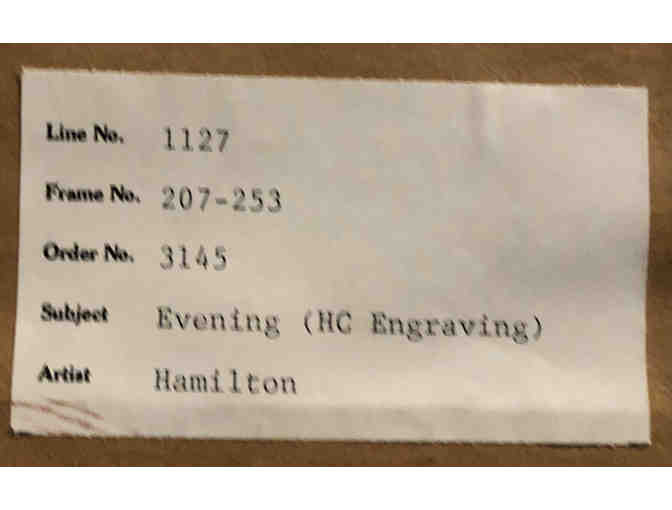 Line No. 1127
Frame No. 207-253
Order No. 3145
Subject Evening (HC Engraving)
Artist Hamilton